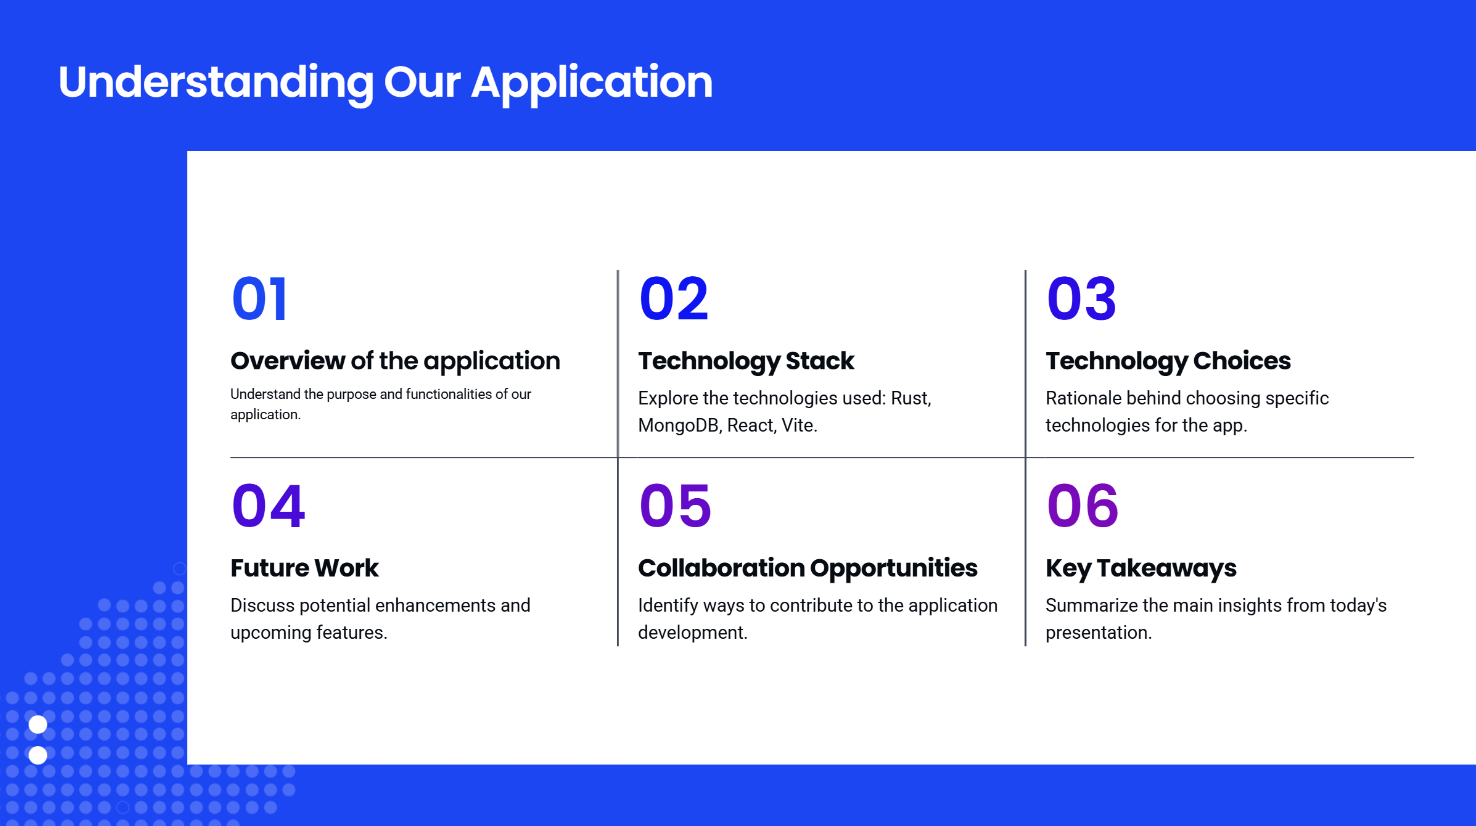 Understanding Our Application
01
Overview of the application
Understand the purpose and functionalities of our
application.
02
Technology Stack
Explore the technologies used: Rust,
MongoDB, React, Vite.
03
Technology Choices
Rationale behind choosing specific
technologies for the app.
04
Future Work
Discuss potential enhancements and
upcoming features.
05
Collaboration Opportunities
Identify ways to contribute to the application
development.
06
Key Takeaways
Summarize the main insights from today's
presentation.